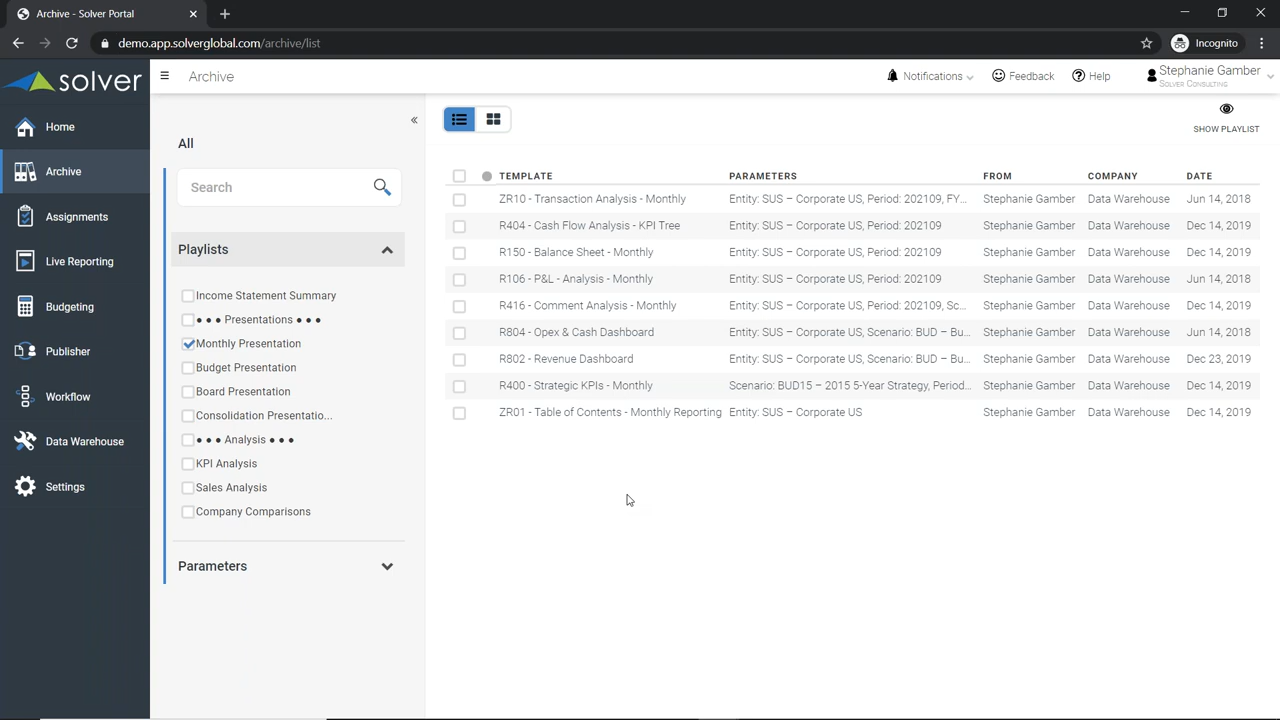 Archive - Solver Portal
demo.app.solverglobal.com/archive/list
Incognito
solver
Archive
Notifications
Feedback
Help
Stephanie Gamber
SOLVER CONSULTING
Home
Archive
Assignments
Live Reporting
Budgeting
Publisher
Workflow
Data Warehouse
Settings
All
Search
Playlists
Income Statement Summary
● ● ● Presentations ● ● ●
Monthly Presentation
Budget Presentation
Board Presentation
Consolidation Presentatio...
● ● ● Analysis ● ● ●
KPI Analysis
Sales Analysis
Company Comparisons
Parameters
SHOW PLAYLIST
TEMPLATE PARAMETERS FROM COMPANY DATE
ZR10 - Transaction Analysis - Monthly Entity: SUS – Corporate US, Period: 202109, FY... Stephanie Gamber Data Warehouse Jun 14, 2018
R404 - Cash Flow Analysis - KPI Tree Entity: SUS – Corporate US, Period: 202109 Stephanie Gamber Data Warehouse Dec 14, 2019
R150 - Balance Sheet - Monthly Entity: SUS – Corporate US, Period: 202109 Stephanie Gamber Data Warehouse Dec 14, 2019
R106 - P&L - Analysis - Monthly Entity: SUS – Corporate US, Period: 202109 Stephanie Gamber Data Warehouse Jun 14, 2018
R416 - Comment Analysis - Monthly Entity: SUS – Corporate US, Period: 202109, Sc... Stephanie Gamber Data Warehouse Dec 14, 2019
R804 - Opex & Cash Dashboard Entity: SUS – Corporate US, Scenario: BUD – Bu... Stephanie Gamber Data Warehouse Jun 14, 2018
R802 - Revenue Dashboard Entity: SUS – Corporate US, Scenario: BUD – Bu... Stephanie Gamber Data Warehouse Dec 23, 2019
R400 - Strategic KPIs - Monthly Scenario: BUD15 – 2015 5-Year Strategy, Period... Stephanie Gamber Data Warehouse Dec 14, 2019
ZR01 - Table of Contents - Monthly Reporting Entity: SUS – Corporate US Stephanie Gamber Data Warehouse Dec 14, 2019